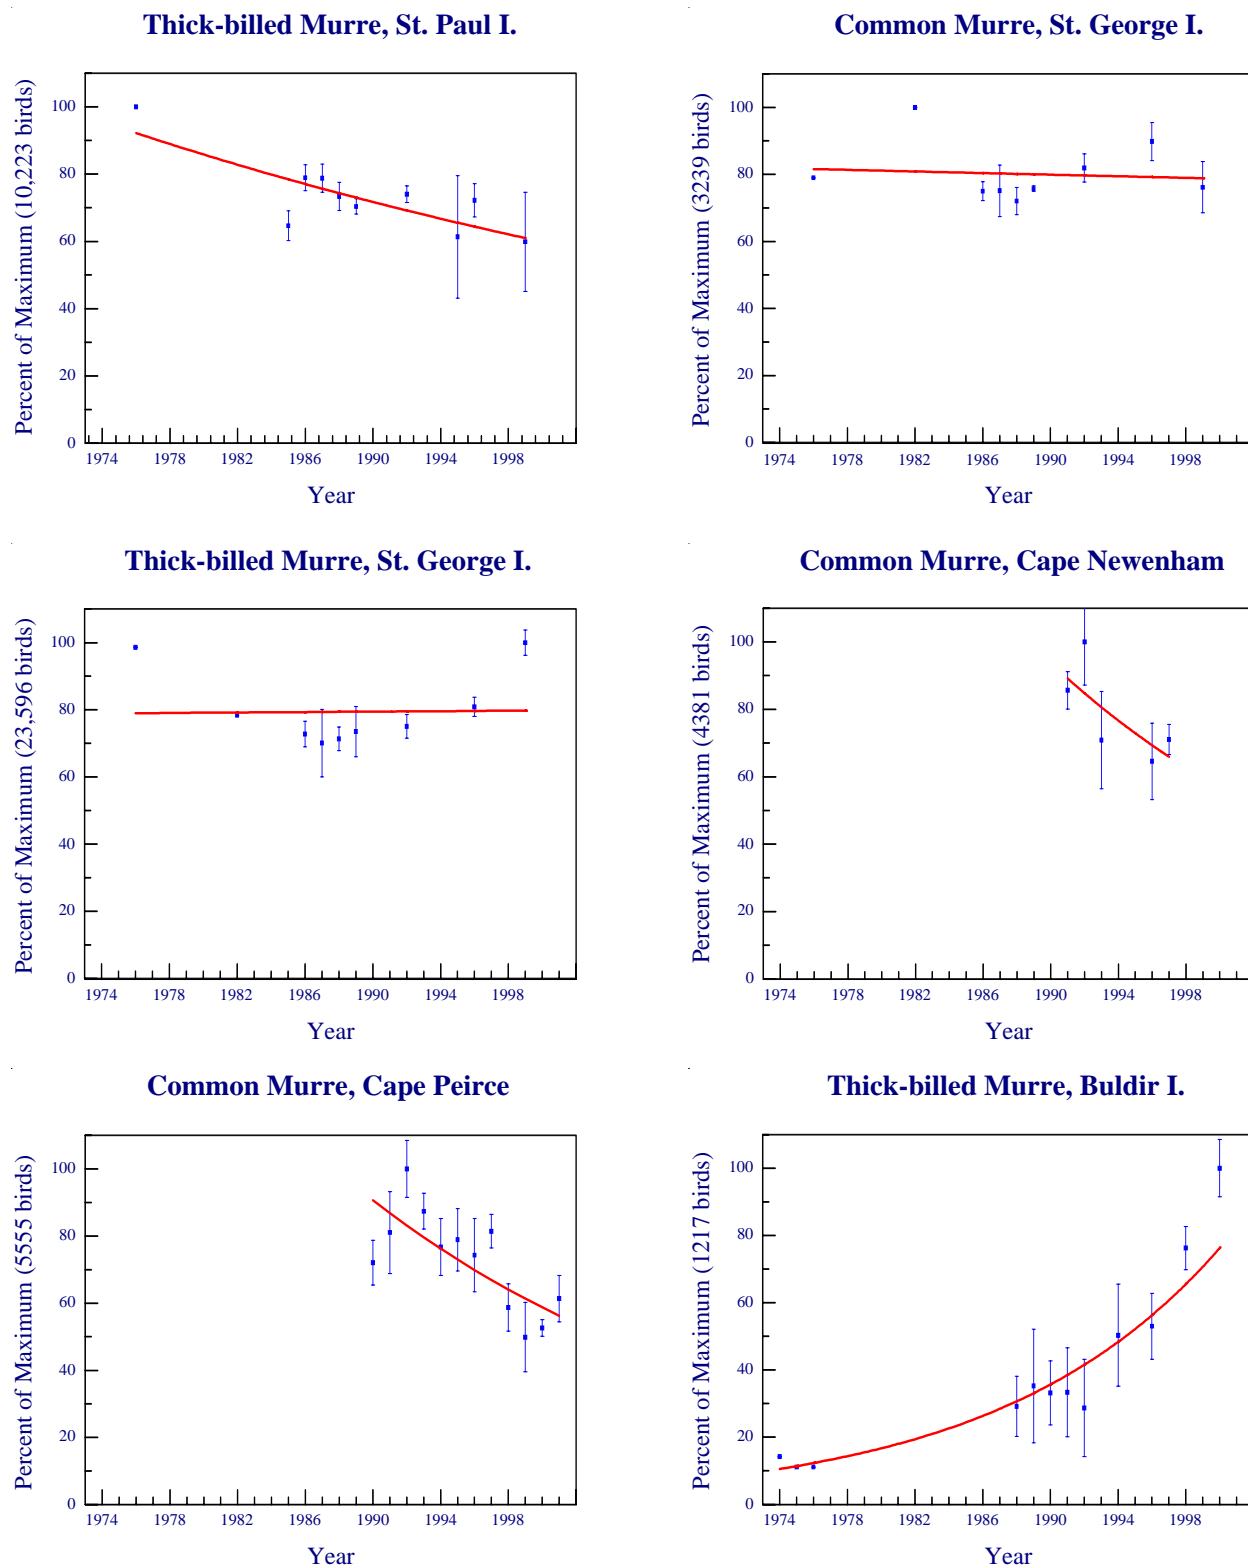 Thick-billed Murre, St. Paul I.
Percent of Maximum (10,223 birds)
100
80
60
40
20
0
1974 1978 1982 1986 1990 1994 1998
Year
Common Murre, St. George I.
Percent of Maximum (3239 birds)
100
80
60
40
20
0
1974 1978 1982 1986 1990 1994 1998
Year
Thick-billed Murre, St. George I.
Percent of Maximum (23,596 birds)
100
80
60
40
20
0
1974 1978 1982 1986 1990 1994 1998
Year
Common Murre, Cape Newenham
Percent of Maximum (4381 birds)
100
80
60
40
20
0
1974 1978 1982 1986 1990 1994 1998
Year
Common Murre, Cape Peirce
Percent of Maximum (5555 birds)
100
80
60
40
20
0
1974 1978 1982 1986 1990 1994 1998
Year
Thick-billed Murre, Buldir I.
Percent of Maximum (1217 birds)
100
80
60
40
20
0
1974 1978 1982 1986 1990 1994 1998
Year